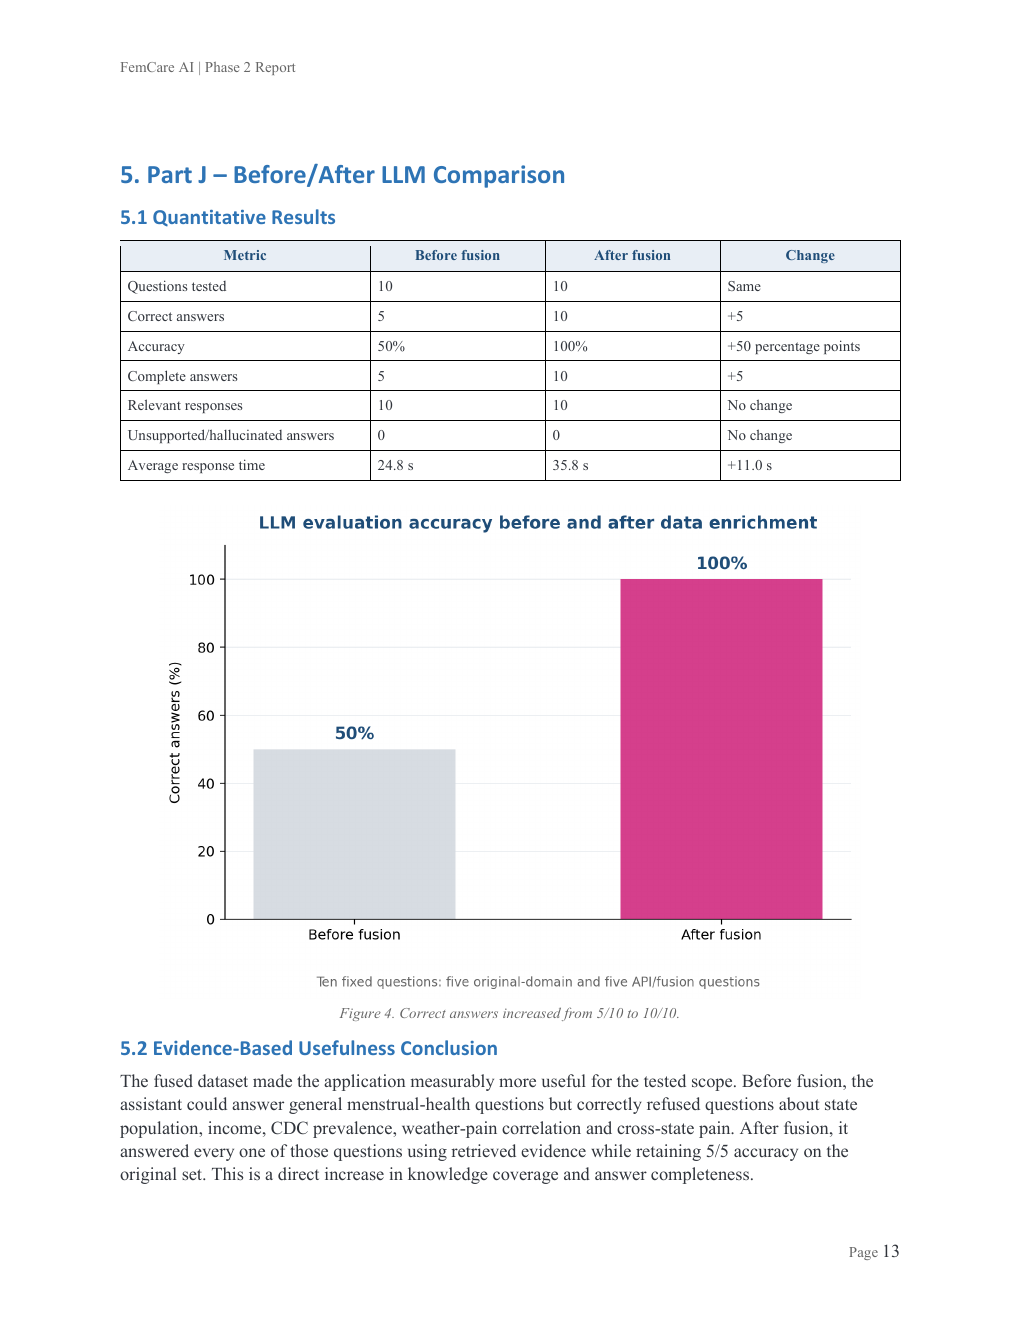 FemCare AI | Phase 2 Report
5. Part J – Before/After LLM Comparison
5.1 Quantitative Results
Metric Before fusion After fusion Change
Questions tested 10 10 Same
Correct answers 5 10 +5
Accuracy 50% 100% +50 percentage points
Complete answers 5 10 +5
Relevant responses 10 10 No change
Unsupported/hallucinated answers 0 0 No change
Average response time 24.8 s 35.8 s +11.0 s
LLM evaluation accuracy before and after data enrichment
100%
100
80
60
50%
40
20
0
Correct answers (%)
Before fusion After fusion
Ten fixed questions: five original-domain and five API/fusion questions
Figure 4. Correct answers increased from 5/10 to 10/10.
5.2 Evidence-Based Usefulness Conclusion
The fused dataset made the application measurably more useful for the tested scope. Before fusion, the
assistant could answer general menstrual-health questions but correctly refused questions about state
population, income, CDC prevalence, weather-pain correlation and cross-state pain. After fusion, it
answered every one of those questions using retrieved evidence while retaining 5/5 accuracy on the
original set. This is a direct increase in knowledge coverage and answer completeness.
Page 13